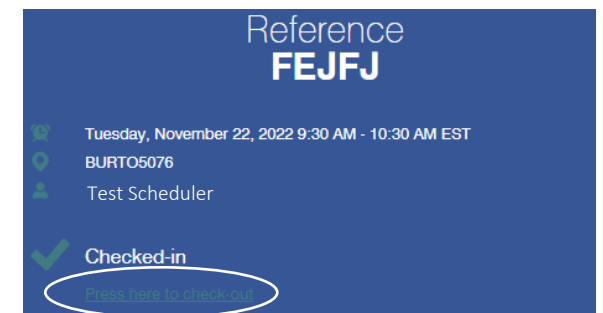 Reference
FEJFJ
Tuesday, November 22, 2022 9:30 AM - 10:30 AM EST
BURTO5076
Test Scheduler
Checked-in
Press here to check-out